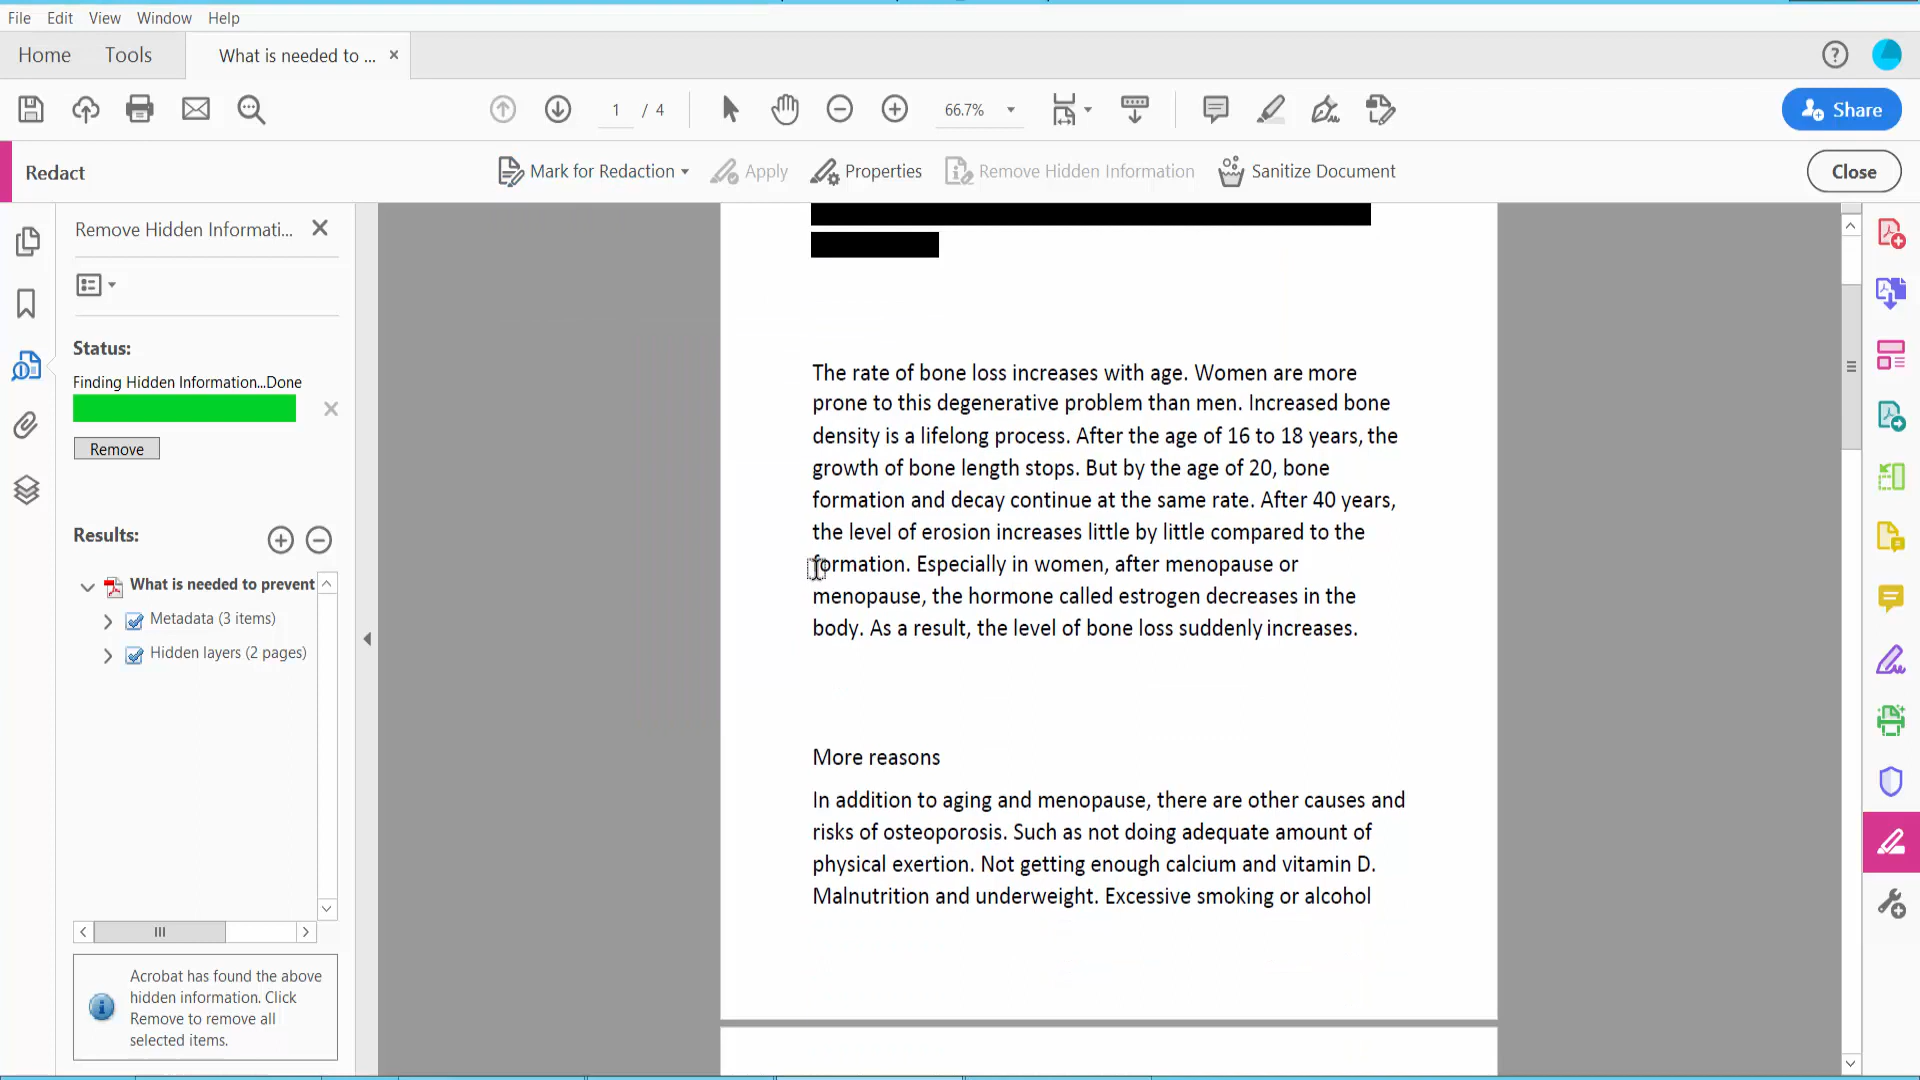 File Edit View Window Help
Home Tools What is needed to ...
1 / 4 66.7% Share
Redact Mark for Redaction Apply Properties Remove Hidden Information Sanitize Document Close
Remove Hidden Informati...
Status:
Finding Hidden Information...Done
Remove
Results:
What is needed to prevent
Metadata (3 items)
Hidden layers (2 pages)
Acrobat has found the above
hidden information. Click
Remove to remove all
selected items.
The rate of bone loss increases with age. Women are more
prone to this degenerative problem than men. Increased bone
density is a lifelong process. After the age of 16 to 18 years, the
growth of bone length stops. But by the age of 20, bone
formation and decay continue at the same rate. After 40 years,
the level of erosion increases little by little compared to the
formation. Especially in women, after menopause or
menopause, the hormone called estrogen decreases in the
body. As a result, the level of bone loss suddenly increases.
More reasons
In addition to aging and menopause, there are other causes and
risks of osteoporosis. Such as not doing adequate amount of
physical exertion. Not getting enough calcium and vitamin D.
Malnutrition and underweight. Excessive smoking or alcohol